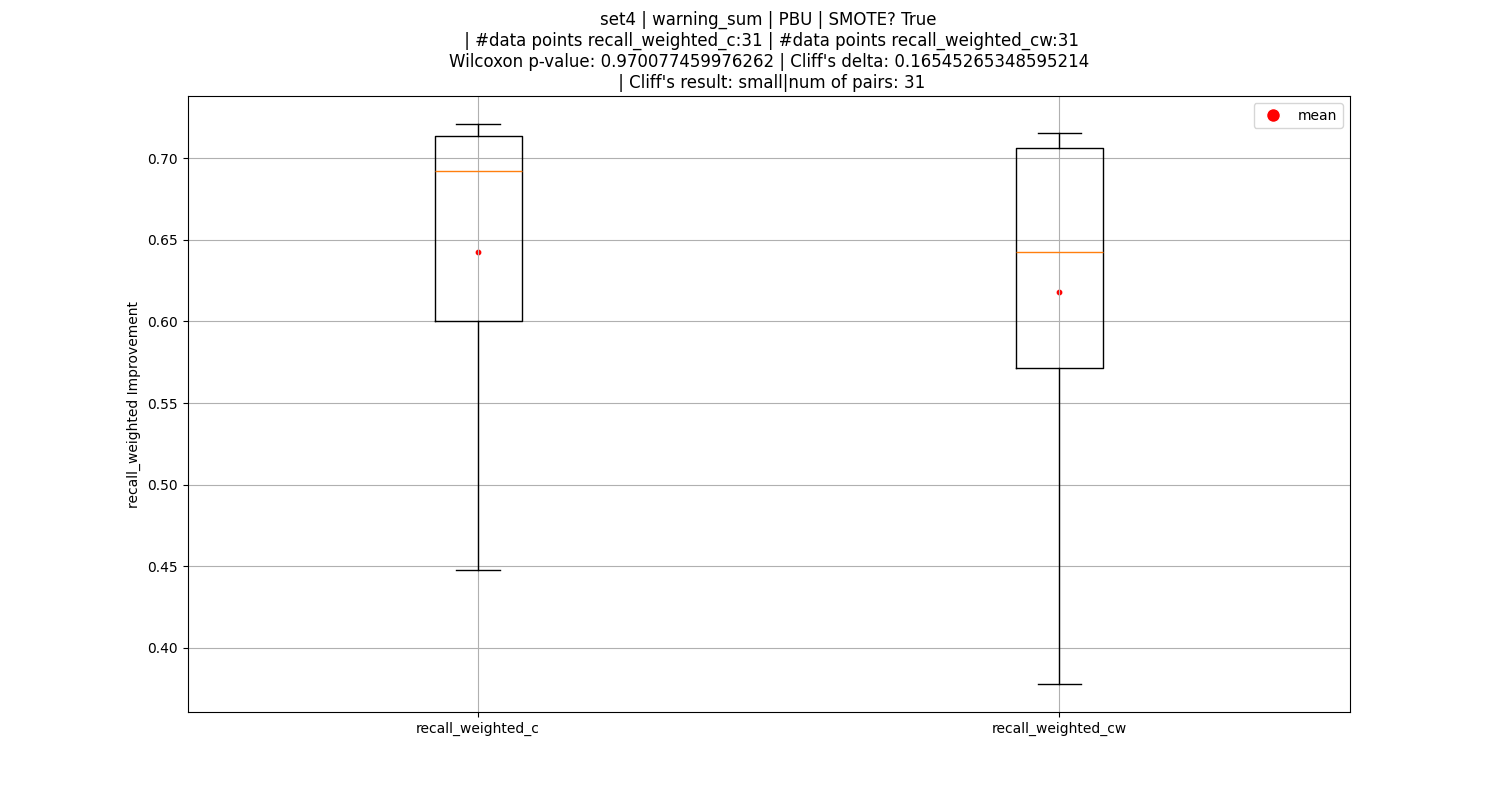 set4 | warning_sum | PBU | SMOTE? True
| #data points recall_weighted_c:31 | #data points recall_weighted_cw:31
Wilcoxon p-value: 0.970077459976262 | Cliff's delta: 0.16545265348595214
| Cliff's result: small|num of pairs: 31
mean
0.70
0.65
0.60
0.55
0.50
0.45
0.40
recall_weighted Improvement
recall_weighted_c
recall_weighted_cw